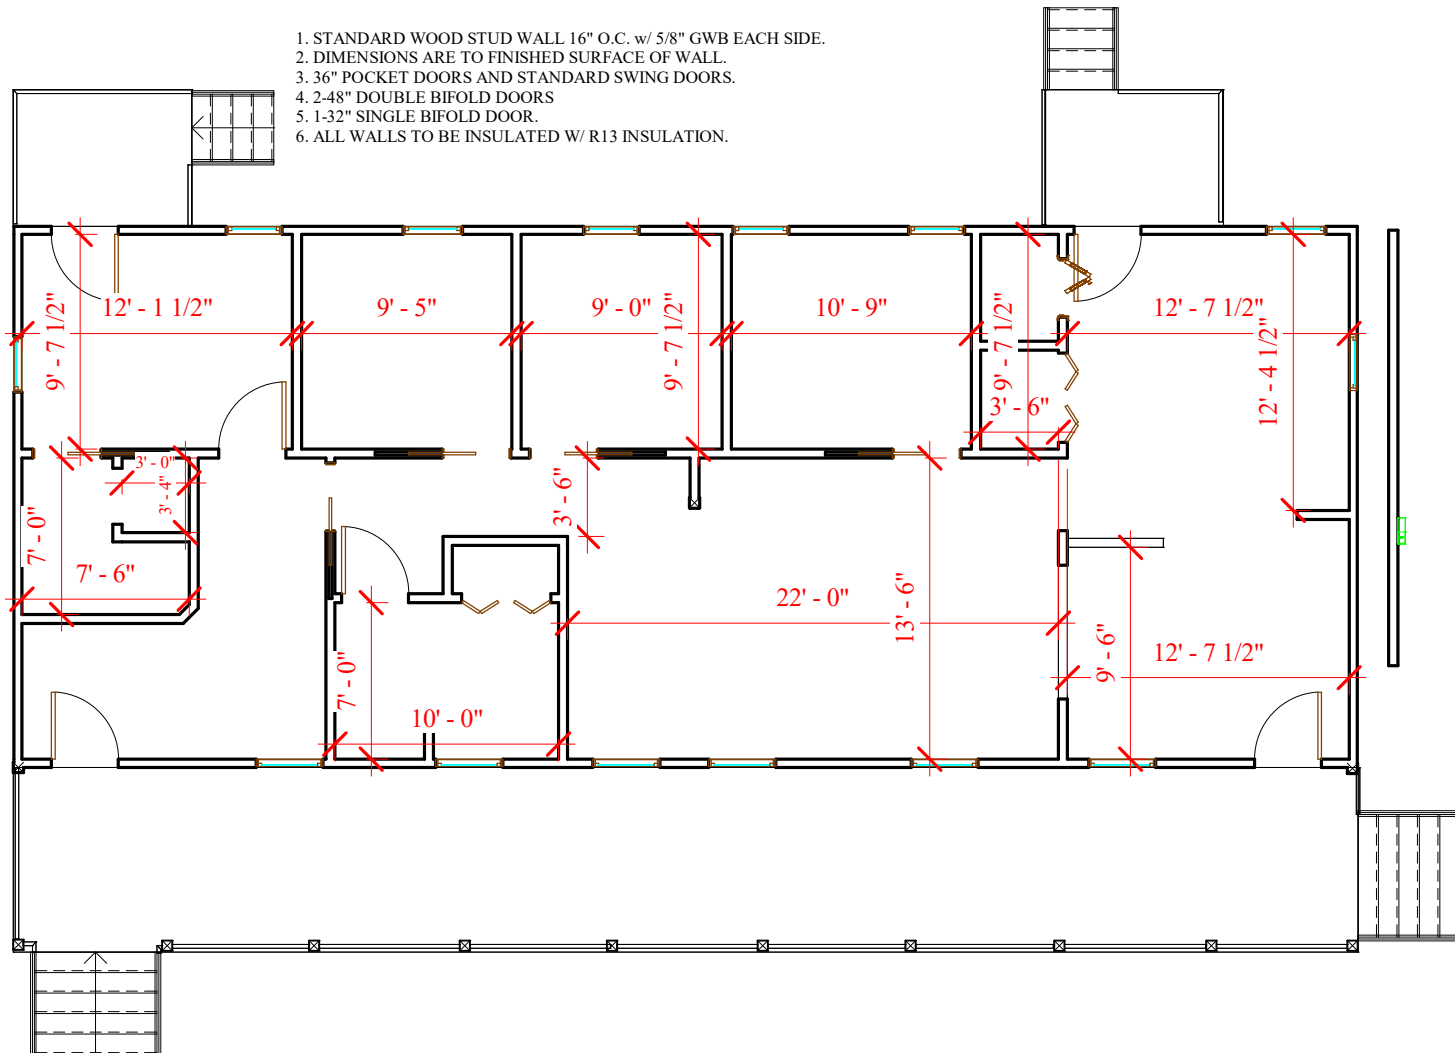 1. STANDARD WOOD STUD WALL 16" O.C. w/ 5/8" GWB EACH SIDE.
2. DIMENSIONS ARE TO FINISHED SURFACE OF WALL.
3. 36" POCKET DOORS AND STANDARD SWING DOORS.
4. 2-48" DOUBLE BIFOLD DOORS
5. 1-32" SINGLE BIFOLD DOOR.
6. ALL WALLS TO BE INSULATED W/ R13 INSULATION.
12' - 1 1/2"
9' - 5"
9' - 0"
10' - 9"
12' - 7 1/2"
9' - 7 1/2"
9' - 7 1/2"
9' - 7 1/2"
12' - 4 1/2"
3' - 6"
3' - 0"
3' - 4"
3' - 6"
7' - 0"
7' - 6"
22' - 0"
13' - 6"
9' - 6"
12' - 7 1/2"
7' - 0"
10' - 0"